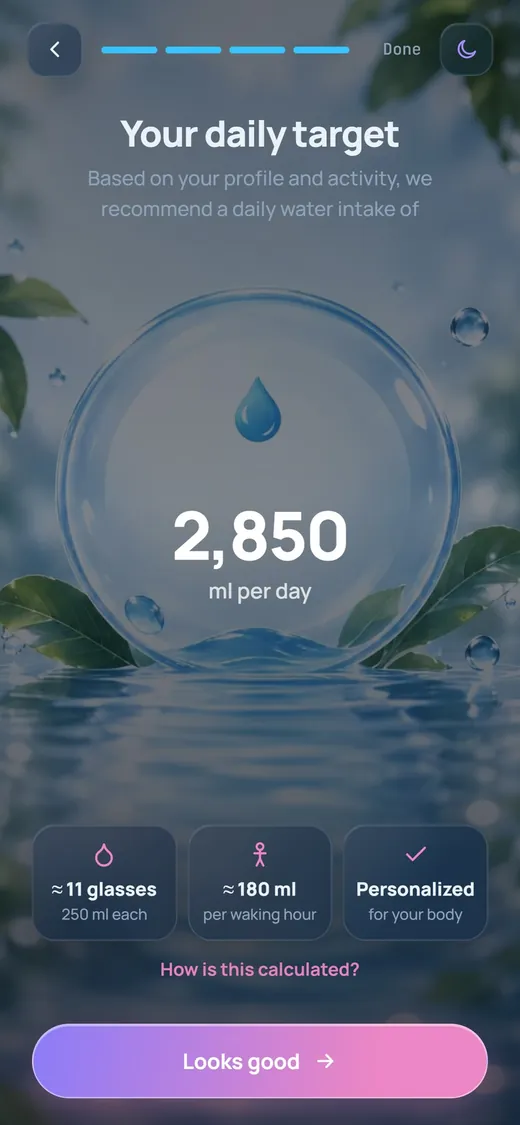 Done
Your daily target
Based on your profile and activity, we
recommend a daily water intake of
2,850
ml per day
≈ 11 glasses
250 ml each
≈ 180 ml
per waking hour
Personalized
for your body
How is this calculated?
Looks good →